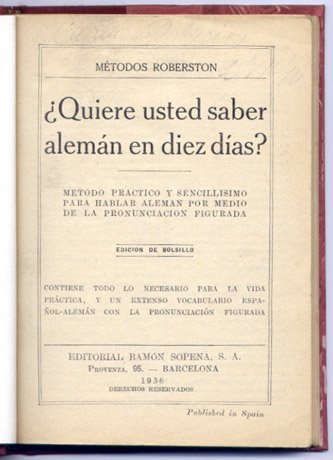 MÉTODOS ROBERSTON
¿Quiere usted saber
alemán en diez días?
METODO PRACTICO Y SENCILLISIMO
PARA HABLAR ALEMAN POR MEDIO
DE LA PRONUNCIACION FIGURADA
EDICION DE BOLSILLO
CONTIENE TODO LO NECESARIO PARA LA VIDA
PRÁCTICA, Y UN EXTENSO VOCABULARIO ESPA-
ÑOL-ALEMÁN CON LA PRONUNCIACIÓN FIGURADA
EDITORIAL RAMÓN SOPENA, S. A.
PROVENZA, 95. — BARCELONA
1936
DERECHOS RESERVADOS
Published in Spain